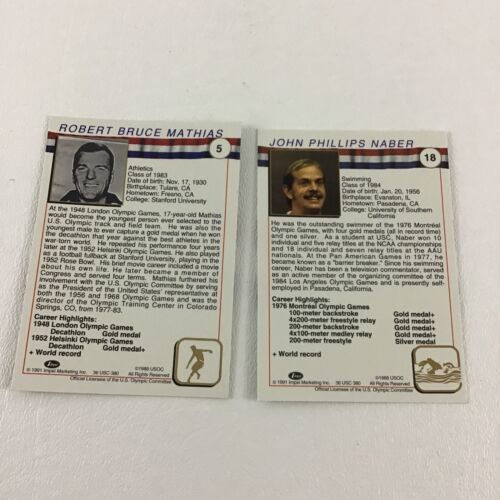 ROBERT BRUCE MATHIAS
5
Athletics
Class of 1983
Date of birth: Nov. 17, 1930
Birthplace: Tulare, CA
Hometown: Fresno, CA
College: Stanford University
At the 1948 London Olympic Games, 17-year-old Mathias
would become the youngest person ever selected to the
U.S. Olympic track and field team. He was also the
youngest male to ever capture a gold medal when he won
the decathlon that year against the best athletes in the
war-torn world. He repeated his performance four years
later at the 1952 Helsinki Olympic Games. He also played
as a football fullback at Stanford University, playing in the
1952 Rose Bowl. His brief movie career included a movie
about his own life. He later became a member of
Congress and served four terms. Mathias furthered his
involvement with the U.S. Olympic Committee by serving
as the President of the United States' representative at
both the 1956 and 1968 Olympic Games and was the
director of the Olympic Training Center in Colorado
Springs, CO, from 1977-83.
Career Highlights:
1948 London Olympic Games
Decathlon Gold medal
1952 Helsinki Olympic Games
Decathlon Gold medal+
+ World record
©1988 USOC
All Rights Reserved.
© 1991 Impel Marketing Inc. 36 USC 380
Official Licensee of the U.S. Olympic Committee
JOHN PHILLIPS NABER
18
Swimming
Class of 1984
Date of birth: Jan. 20, 1956
Birthplace: Evanston, IL
Hometown: Pasadena, CA
College: University of Southern
California
He was the outstanding swimmer of the 1976 Montréal
Olympic Games, with four gold medals (all in record time)
and one silver. As a student at USC, Naber won 10
individual and five relay titles at the NCAA championships
and 18 individual and seven relay titles at the AAU
nationals. At the Pan American Games in 1977, he
became known as a "barrier breaker." Since his swimming
career, Naber has been a television commentator, served
as an active member of the organizing committee of the
1984 Los Angeles Olympic Games and is presently self-
employed in Pasadena, California.
Career Highlights:
1976 Montréal Olympic Games
100-meter backstroke Gold medal+
4x200-meter freestyle relay Gold medal+
200-meter backstroke Gold medal+
4x100-meter medley relay Gold medal+
200-meter freestyle Silver medal
+ World record
©1988 USOC
All Rights Reserved.
© 1991 Impel Marketing Inc. 36 USC 380
Official Licensee of the U.S. Olympic Committee